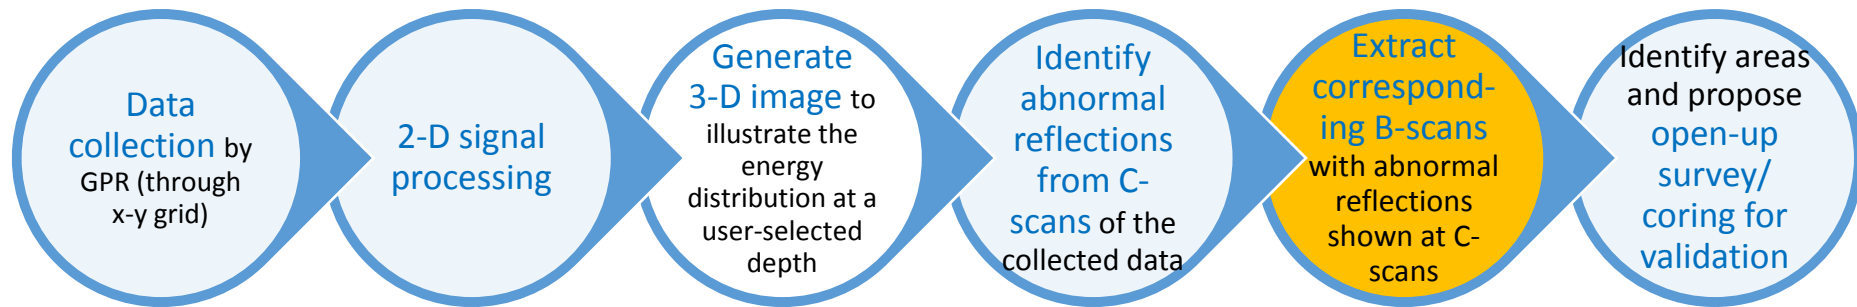 Data
collection by
GPR (through
x-y grid)
2-D signal
processing
Generate
3-D image to
illustrate the
energy
distribution at a
user-selected
depth
Identify
abnormal
reflections
from C-
scans of the
collected data
Extract
correspond-
ing B-scans
with abnormal
reflections
shown at C-
scans
Identify areas
and propose
open-up
survey/
coring for
validation